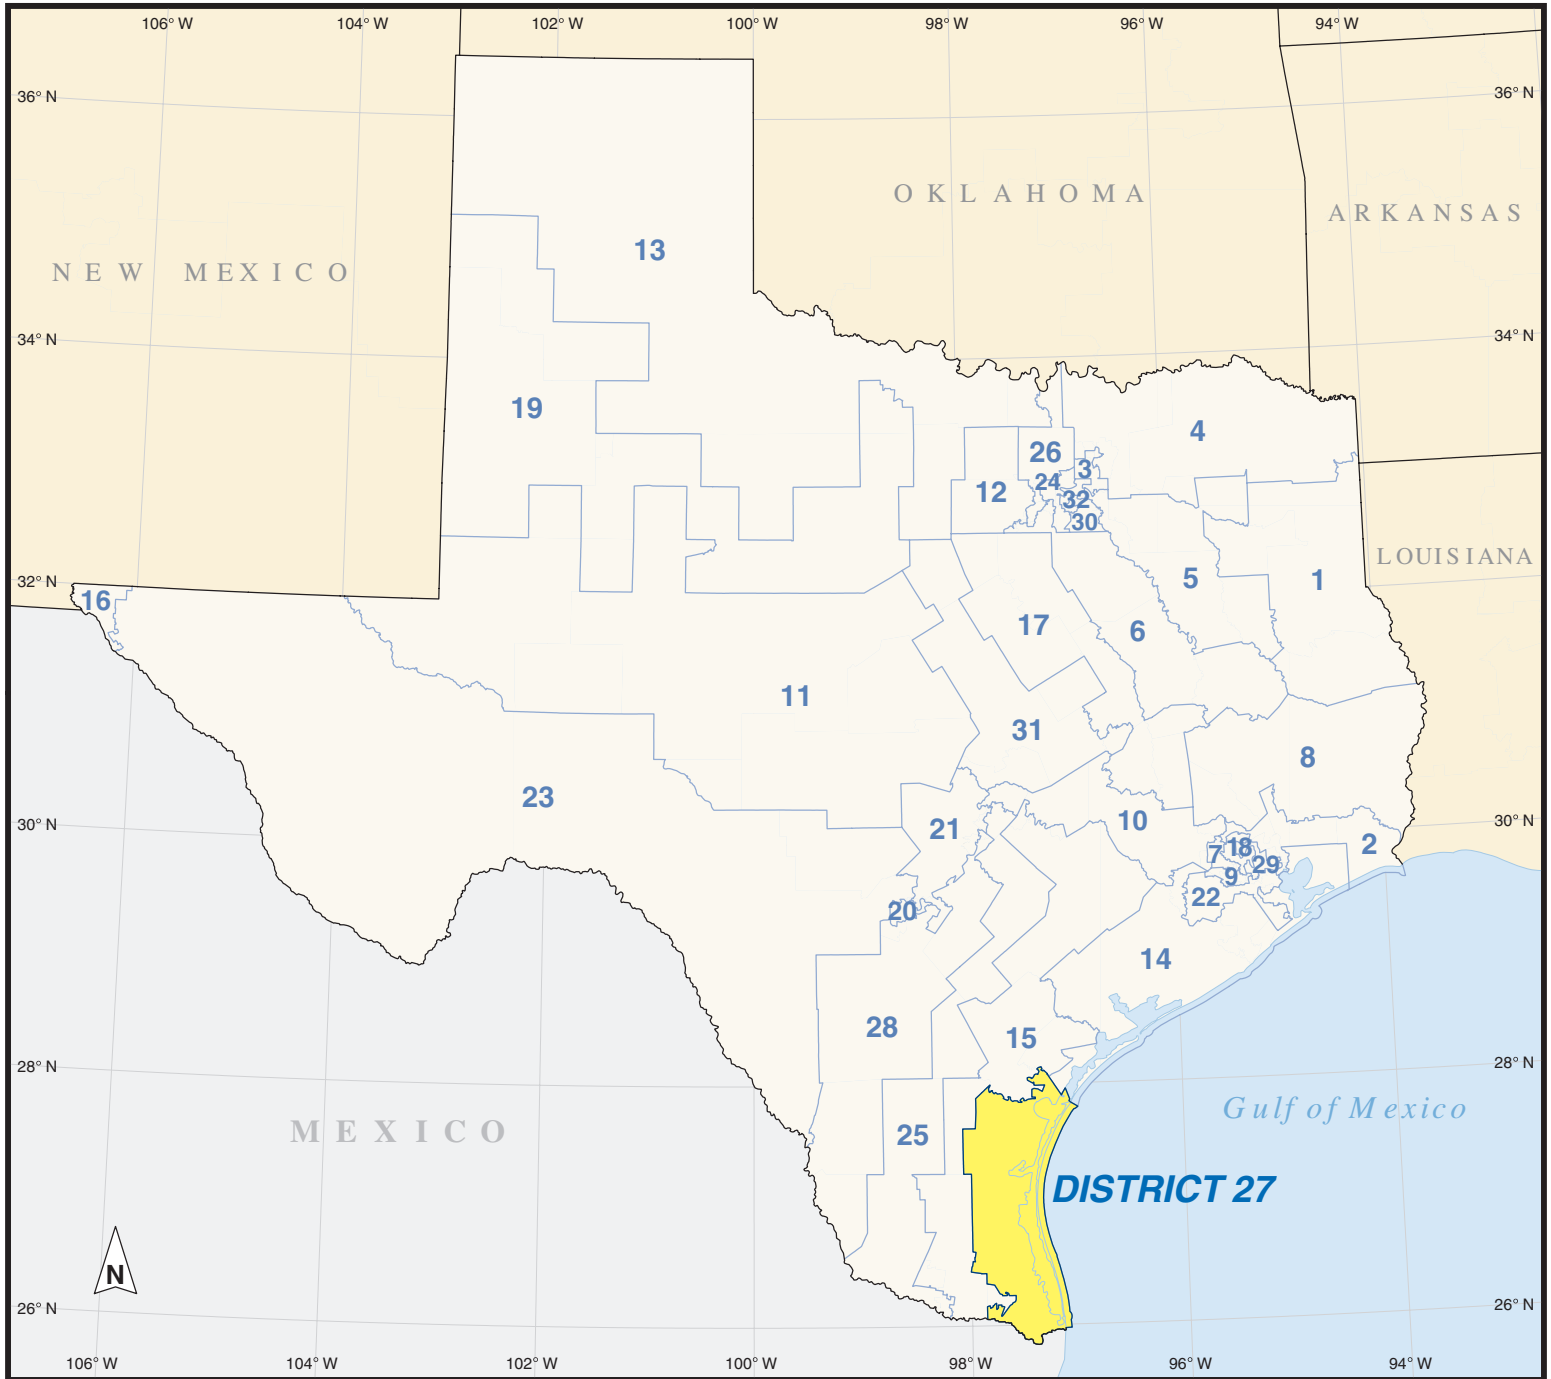 106° W 104° W 102° W 100° W 98° W 96° W 94° W
36° N 36° N
OKLAHOMA
ARKANSAS
13
NEW MEXICO
34° N 34° N
19
4
26
3
24
12
32
30
LOUISIANA
32° N 5 1
16
17
6
11
31
8
23
30° N 10 30° N
21
2
18
7
29
9
22
20
14
28
15
28° N 28° N
Gulf of Mexico
MEXICO
25
DISTRICT 27
N
26° N 26° N
106° W 104° W 102° W 100° W 98° W 96° W 94° W